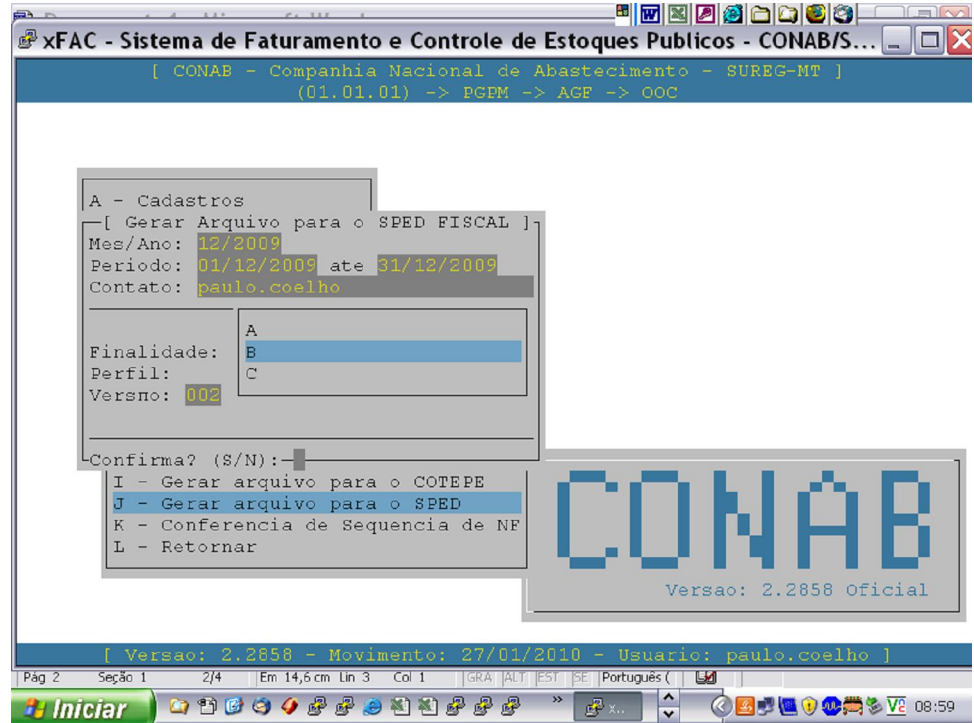 xFAC - Sistema de Faturamento e Controle de Estoques Publicos - CONAB/S...
[ CONAB - Companhia Nacional de Abastecimento - SUREG-MT ]
(01.01.01) -> PGPM -> AGF -> OOC
A - Cadastros
[ Gerar Arquivo para o SPED FISCAL ]
Mes/Ano: 12/2009
Periodo: 01/12/2009 ate 31/12/2009
Contato: paulo.coelho
A
Finalidade: B
Perfil: C
Versпo: 002
Confirma? (S/N):
I - Gerar arquivo para o COTEPE
J - Gerar arquivo para o SPED
K - Conferencia de Sequencia de NF
L - Retornar
CONAB
Versao: 2.2858 Oficial
[ Versao: 2.2858 - Movimento: 27/01/2010 - Usuario: paulo.coelho ]
Pág 2 Seção 1 2/4 Em 14,6 cm Lin 3 Col 1 GRA ALT EST SE Português (
Iniciar » x.. 08:59